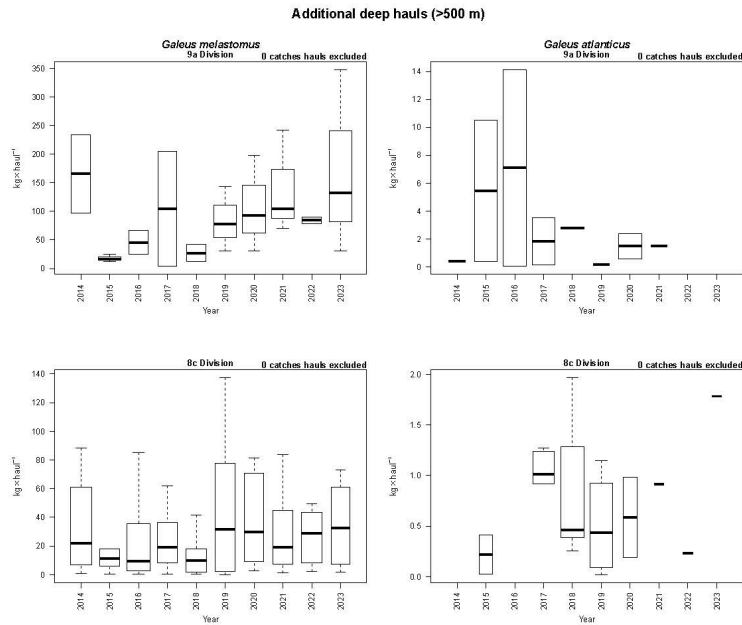 Additional deep hauls (>500 m)
Galeus melastomus
9a Division 0 catches hauls excluded
350
300
250
200
150
100
50
0
kg×haul⁻¹
2014 2015 2016 2017 2018 2019 2020 2021 2022 2023
Year
Galeus atlanticus
9a Division 0 catches hauls excluded
14
12
10
8
6
4
2
0
kg×haul⁻¹
2014 2015 2016 2017 2018 2019 2020 2021 2022 2023
Year
8c Division 0 catches hauls excluded
140
120
100
80
60
40
20
0
kg×haul⁻¹
2014 2015 2016 2017 2018 2019 2020 2021 2022 2023
Year
8c Division 0 catches hauls excluded
2.0
1.5
1.0
0.5
0.0
kg×haul⁻¹
2014 2015 2016 2017 2018 2019 2020 2021 2022 2023
Year